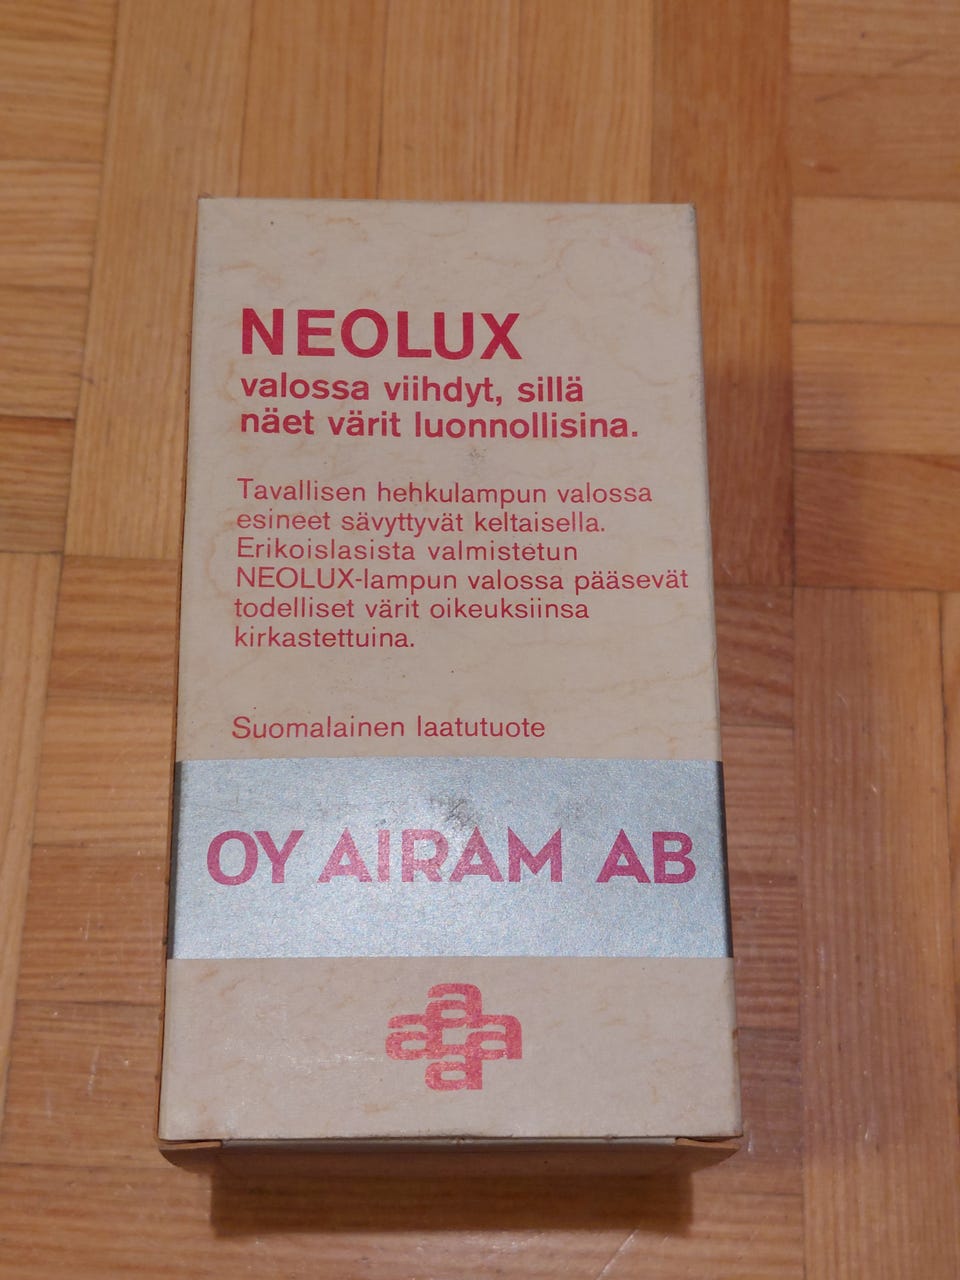 NEOLUX
valossa viihdyt, sillä
näet värit luonnollisina.
Tavallisen hehkulampun valossa
esineet sävyttyvät keltaisella.
Erikoislasista valmistetun
NEOLUX-lampun valossa pääsevät
todelliset värit oikeuksiinsa
kirkastettuina.
Suomalainen laatutuote
OY AIRAM AB
a
a a
a